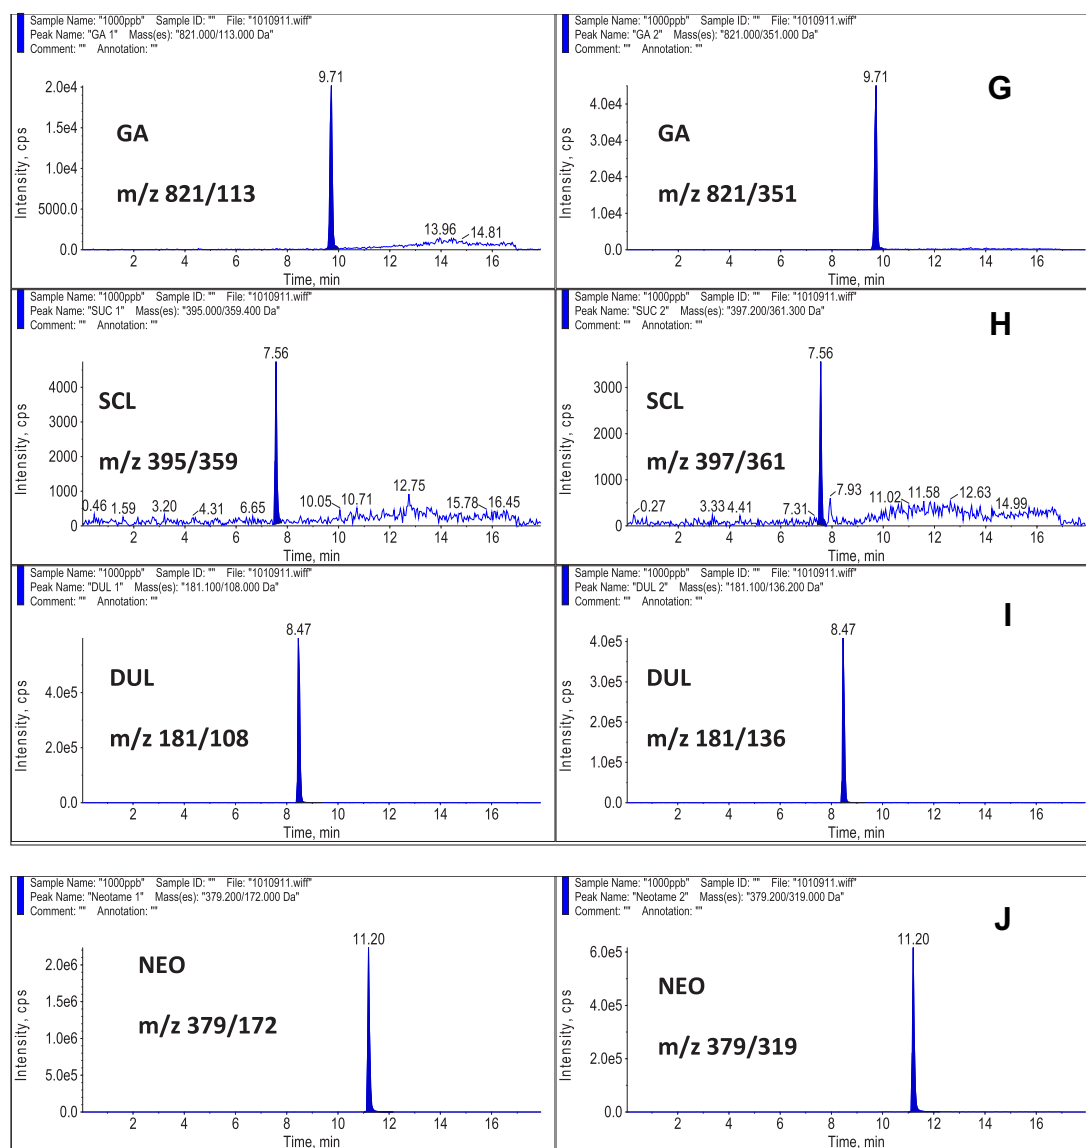 Sample Name: "1000ppb" Sample ID: "" File: "1010911.wiff"
Peak Name: "GA 1" Mass(es): "821.000/113.000 Da"
Comment: "" Annotation: ""
9.71
2.0e4
1.5e4
1.0e4
5000.0
0.0
Intensity, cps
GA
m/z 821/113
13.96
14.81
2 4 6 8 10 12 14 16
Time, min
Sample Name: "1000ppb" Sample ID: "" File: "1010911.wiff"
Peak Name: "GA 2" Mass(es): "821.000/351.000 Da"
Comment: "" Annotation: ""
G
9.71
4.0e4
3.0e4
2.0e4
1.0e4
0.0
Intensity, cps
GA
m/z 821/351
2 4 6 8 10 12 14 16
Time, min
Sample Name: "1000ppb" Sample ID: "" File: "1010911.wiff"
Peak Name: "SUC 1" Mass(es): "395.000/359.400 Da"
Comment: "" Annotation: ""
7.56
4000
3000
2000
1000
0
Intensity, cps
SCL
m/z 395/359
0.46 1.59 3.20 4.31 6.65 10.05 10.71 12.75 15.78 16.45
2 4 6 8 10 12 14 16
Time, min
Sample Name: "1000ppb" Sample ID: "" File: "1010911.wiff"
Peak Name: "SUC 2" Mass(es): "397.200/361.300 Da"
Comment: "" Annotation: ""
H
7.56
3000
2000
1000
0
Intensity, cps
SCL
m/z 397/361
0.27 3.33 4.41 7.31 7.93 11.02 11.58 12.63 14.99
2 4 6 8 10 12 14 16
Time, min
Sample Name: "1000ppb" Sample ID: "" File: "1010911.wiff"
Peak Name: "DUL 1" Mass(es): "181.100/108.000 Da"
Comment: "" Annotation: ""
8.47
4.0e5
2.0e5
0.0
Intensity, cps
DUL
m/z 181/108
2 4 6 8 10 12 14 16
Time, min
Sample Name: "1000ppb" Sample ID: "" File: "1010911.wiff"
Peak Name: "DUL 2" Mass(es): "181.100/136.200 Da"
Comment: "" Annotation: ""
I
8.47
4.0e5
3.0e5
2.0e5
1.0e5
0.0
Intensity, cps
DUL
m/z 181/136
2 4 6 8 10 12 14 16
Time, min
Sample Name: "1000ppb" Sample ID: "" File: "1010911.wiff"
Peak Name: "Neotame 1" Mass(es): "379.200/172.000 Da"
Comment: "" Annotation: ""
11.20
2.0e6
1.5e6
1.0e6
5.0e5
0.0
Intensity, cps
NEO
m/z 379/172
2 4 6 8 10 12 14 16
Time, min
Sample Name: "1000ppb" Sample ID: "" File: "1010911.wiff"
Peak Name: "Neotame 2" Mass(es): "379.200/319.000 Da"
Comment: "" Annotation: ""
J
11.20
6.0e5
4.0e5
2.0e5
0.0
Intensity, cps
NEO
m/z 379/319
2 4 6 8 10 12 14 16
Time, min